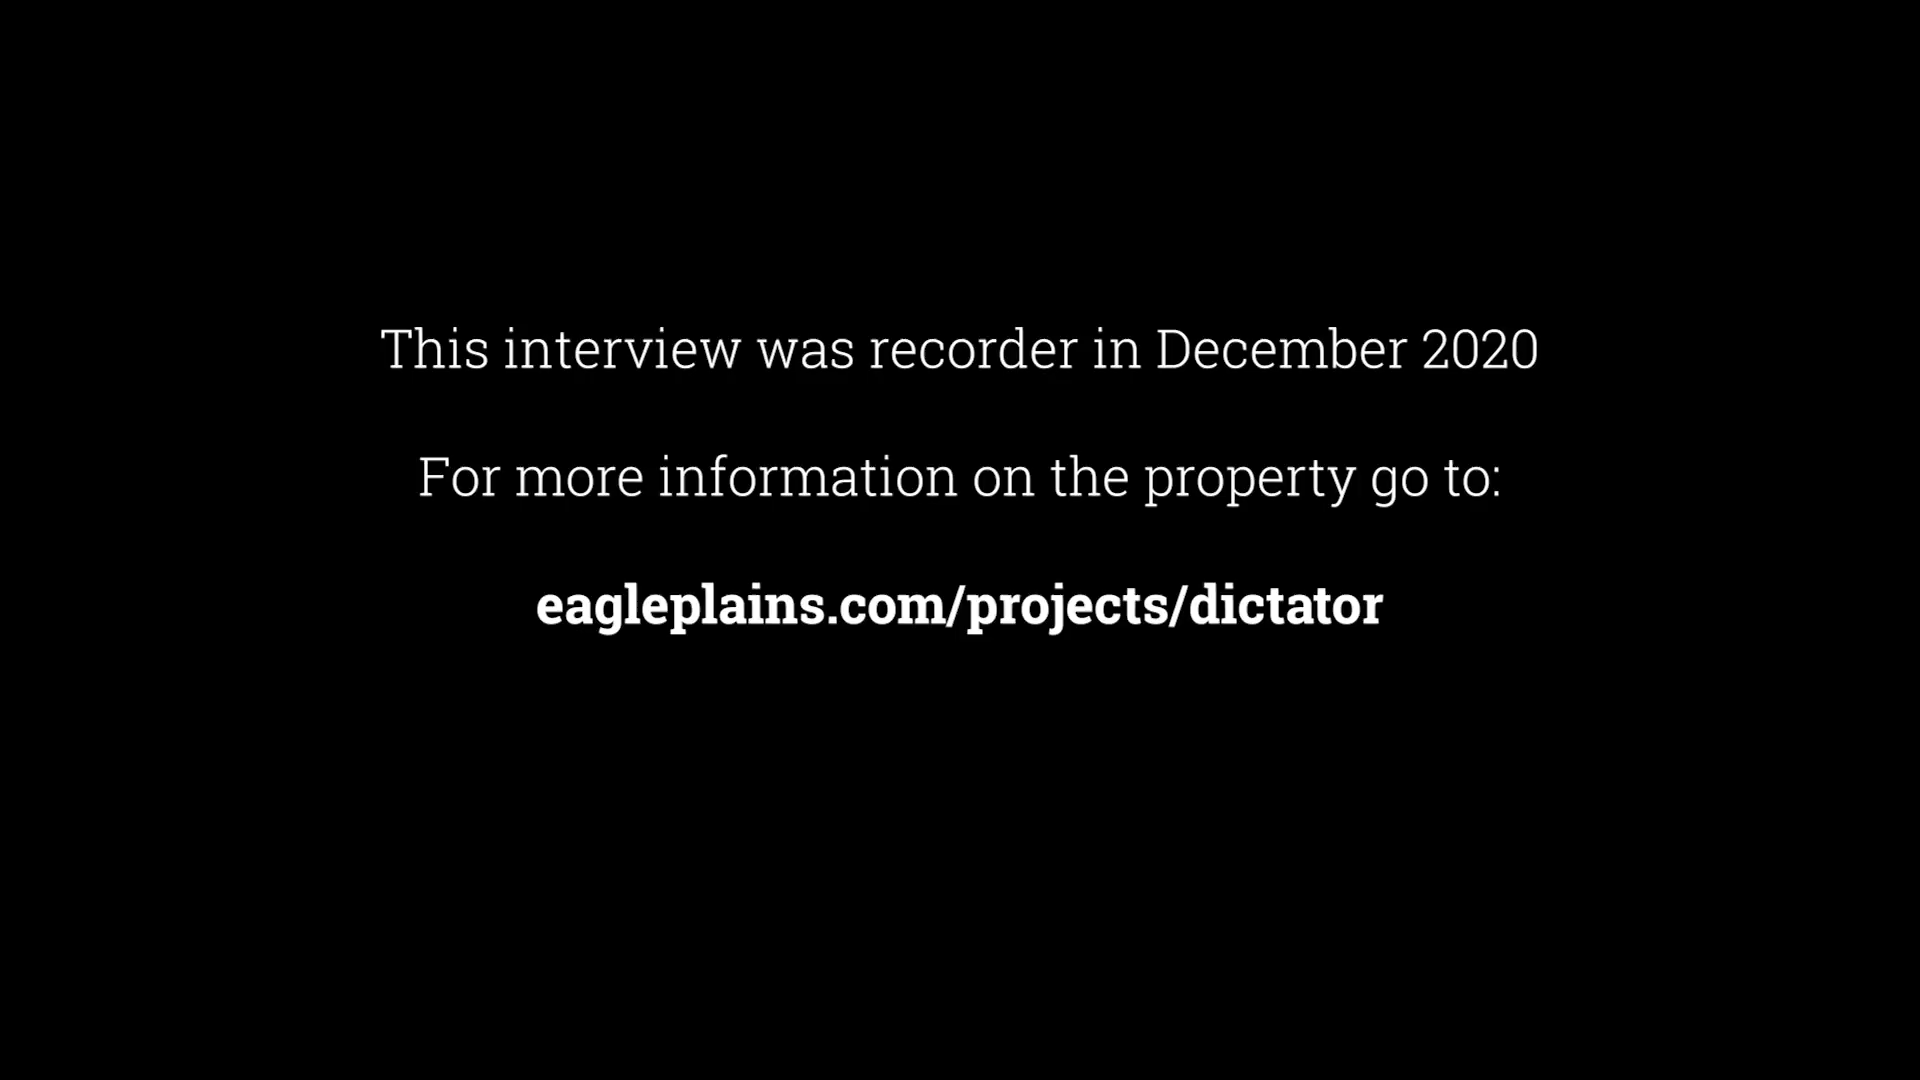 This interview was recorder in December 2020
For more information on the property go to:
eagleplains.com/projects/dictator